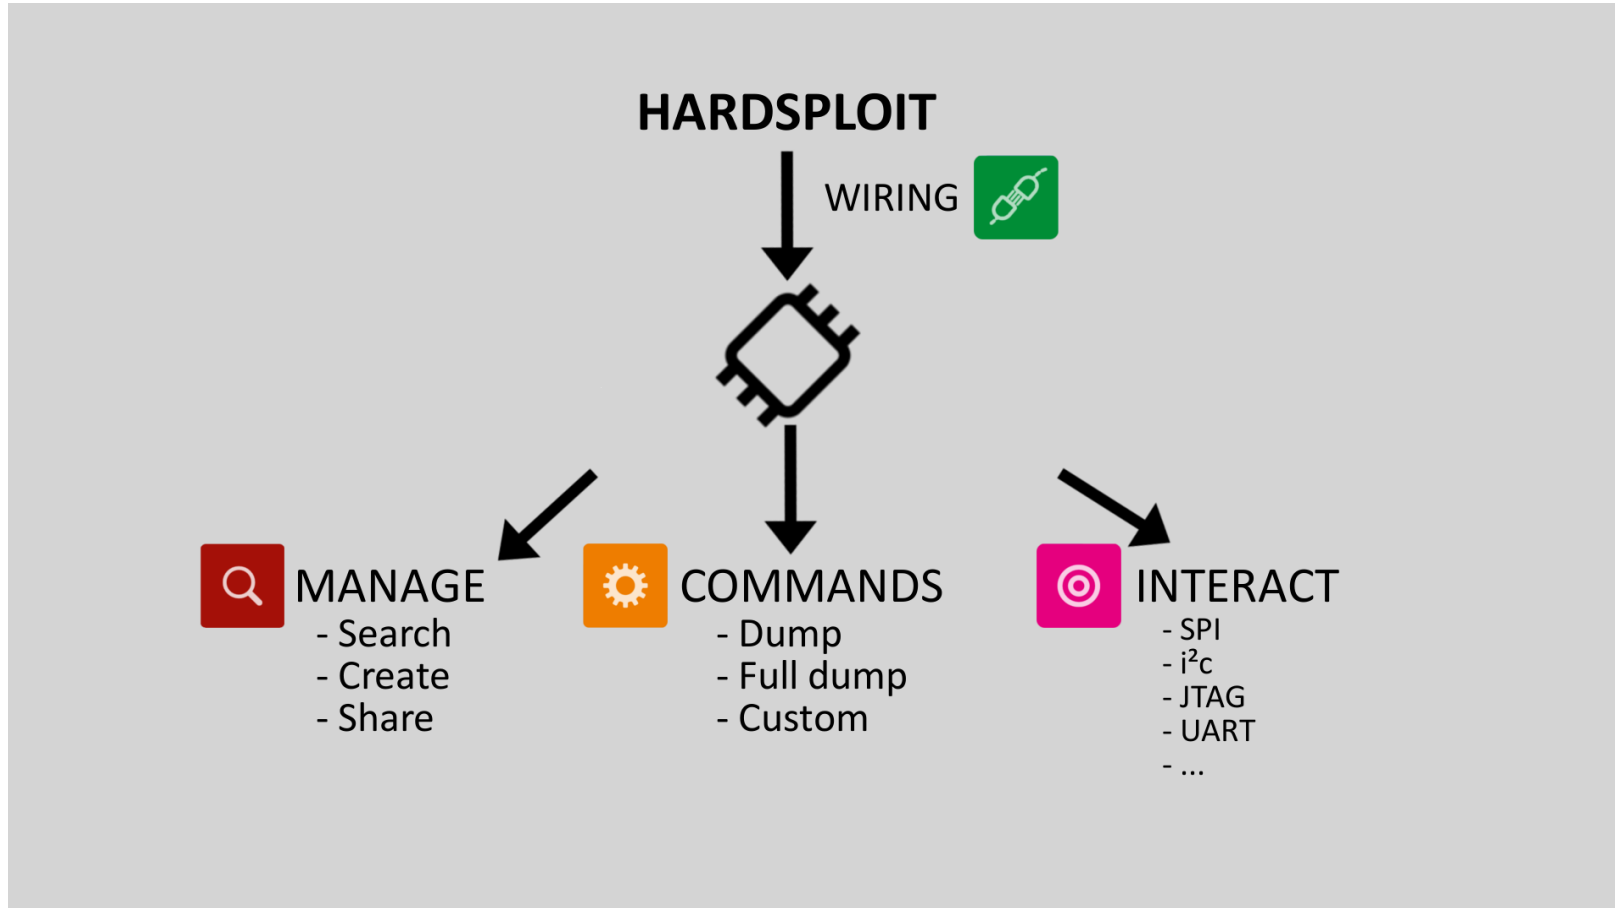 HARDSPLOIT
WIRING
MANAGE
- Search
- Create
- Share
COMMANDS
- Dump
- Full dump
- Custom
INTERACT
- SPI
- i²c
- JTAG
- UART
- ...